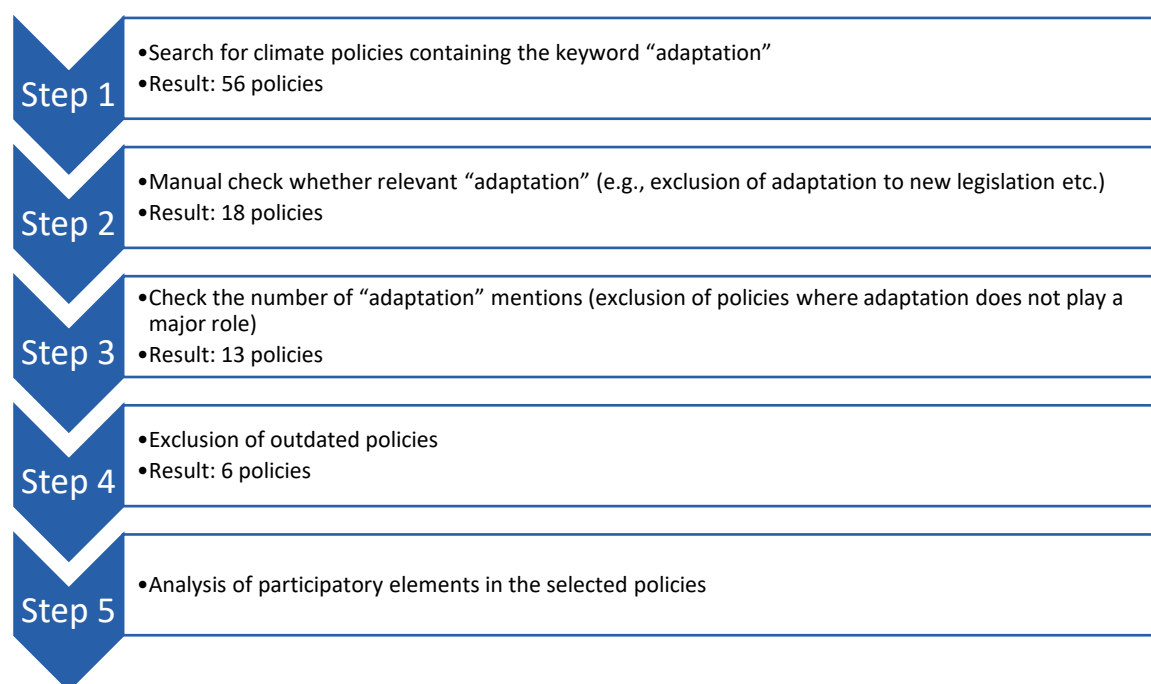 Step 1
•Search for climate policies containing the keyword “adaptation”
•Result: 56 policies
Step 2
•Manual check whether relevant “adaptation” (e.g., exclusion of adaptation to new legislation etc.)
•Result: 18 policies
Step 3
•Check the number of “adaptation” mentions (exclusion of policies where adaptation does not play a
major role)
•Result: 13 policies
Step 4
•Exclusion of outdated policies
•Result: 6 policies
Step 5
•Analysis of participatory elements in the selected policies